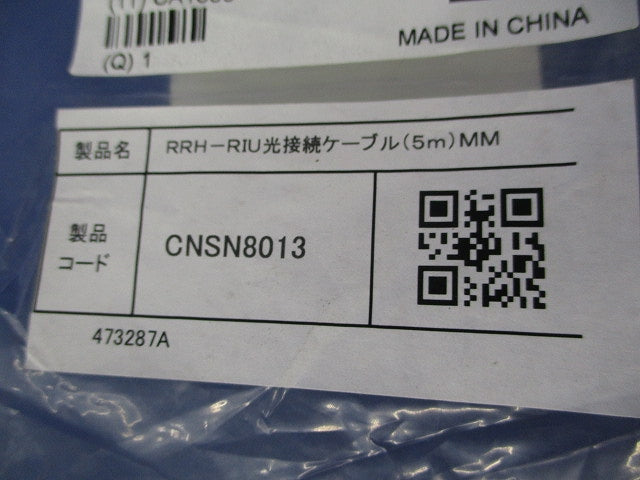 (Q) 1
MADE IN CHINA
製品名 RRH－RIU光接続ケーブル(5m)MM
製品
コード
CNSN8013
473287A